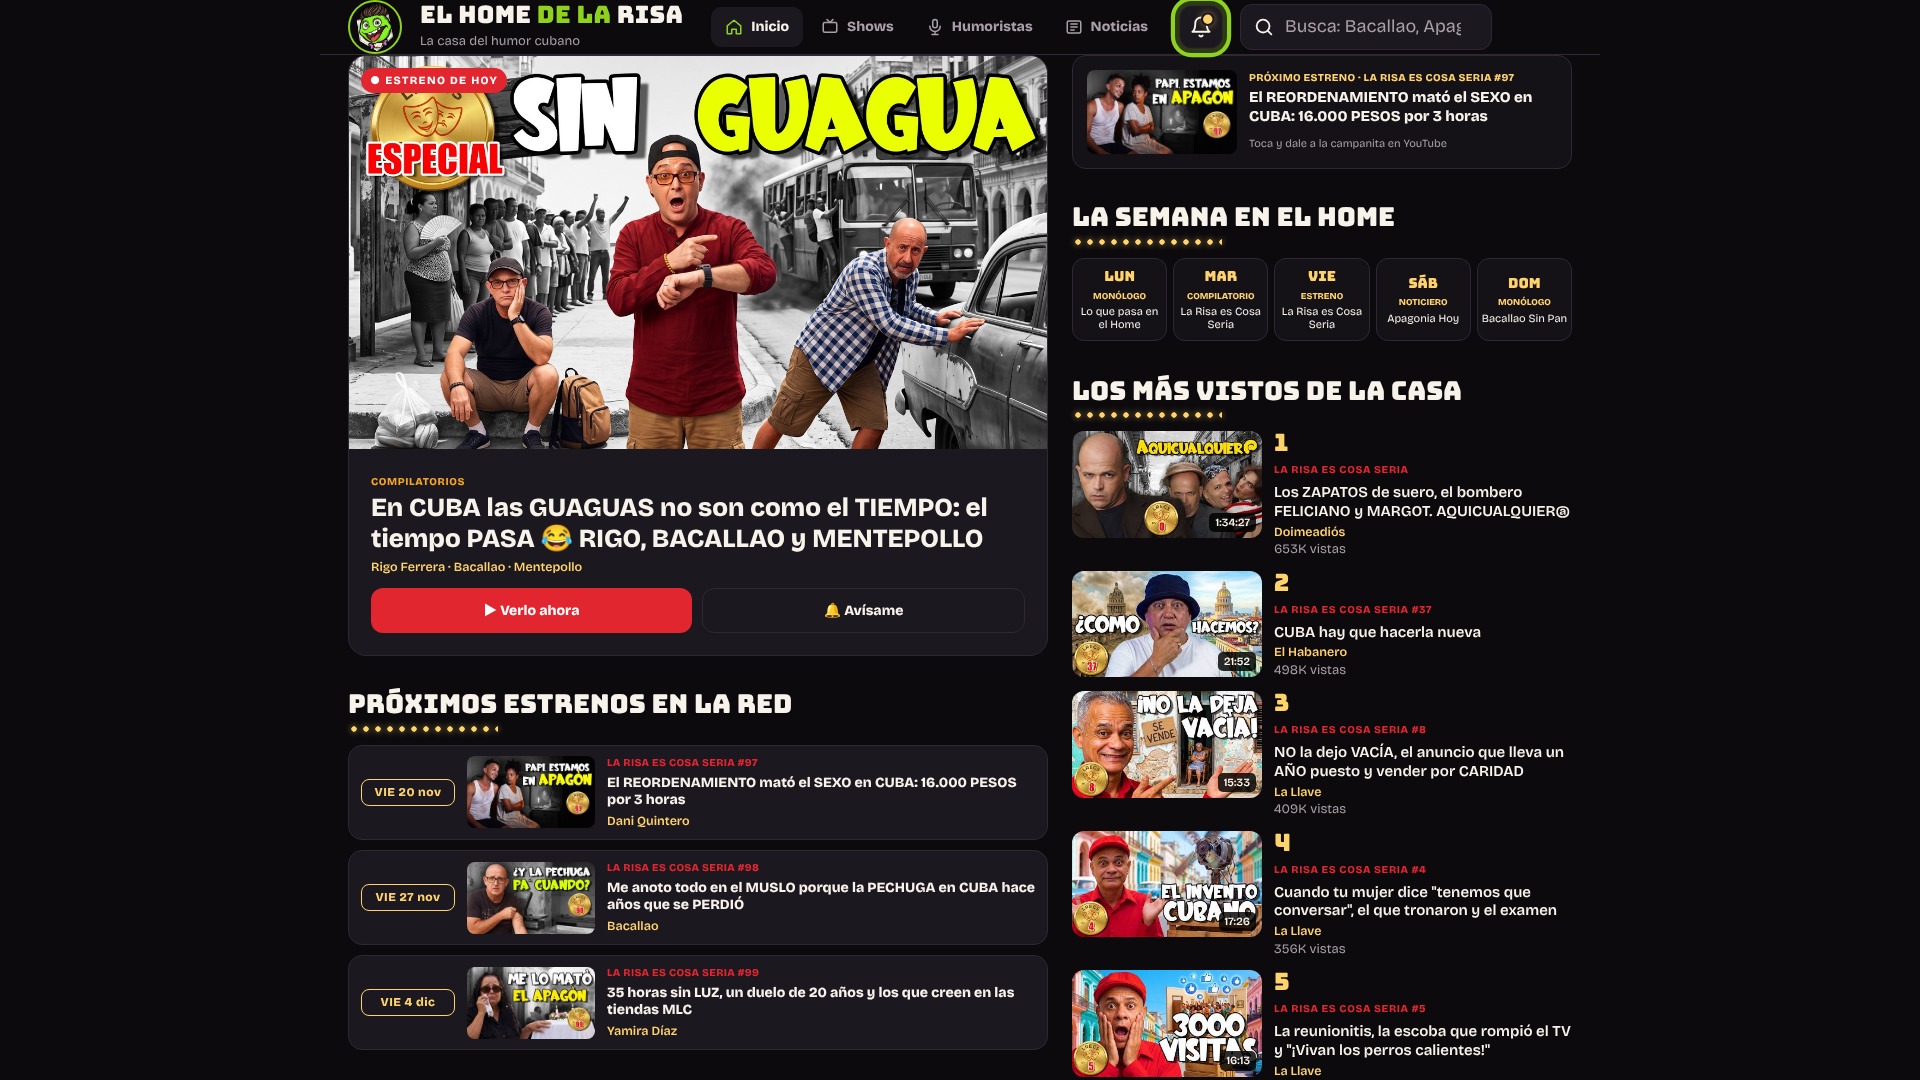 EL HOME DE LA RISA
La casa del humor cubano
Inicio
Shows
Humoristas
Noticias
Busca: Bacallao, Apag
ESTRENO DE HOY
ESPECIAL
SIN GUAGUA
COMPILATORIOS
En CUBA las GUAGUAS no son como el TIEMPO: el
tiempo PASA 😂 RIGO, BACALLAO y MENTEPOLLO
Rigo Ferrera · Bacallao · Mentepollo
▶ Verlo ahora
🔔 Avísame
PRÓXIMOS ESTRENOS EN LA RED
VIE 20 nov
PAPI, ESTAMOS
EN APAGÓN
LA RISA ES COSA SERIA #97
El REORDENAMIENTO mató el SEXO en CUBA: 16.000 PESOS
por 3 horas
Dani Quintero
VIE 27 nov
¿Y LA PECHUGA
PA' CUANDO?
LA RISA ES COSA SERIA #98
Me anoto todo en el MUSLO porque la PECHUGA en CUBA hace
años que se PERDIÓ
Bacallao
VIE 4 dic
ME LO MATÓ
EL APAGÓN
LA RISA ES COSA SERIA #99
35 horas sin LUZ, un duelo de 20 años y los que creen en las
tiendas MLC
Yamira Díaz
PAPI, ESTAMOS
EN APAGÓN
PRÓXIMO ESTRENO · LA RISA ES COSA SERIA #97
El REORDENAMIENTO mató el SEXO en
CUBA: 16.000 PESOS por 3 horas
Toca y dale a la campanita en YouTube
LA SEMANA EN EL HOME
LUN
MONÓLOGO
Lo que pasa en
el Home
MAR
COMPILATORIO
La Risa es Cosa
Seria
VIE
ESTRENO
La Risa es Cosa
Seria
SÁB
NOTICIERO
Apagonia Hoy
DOM
MONÓLOGO
Bacallao Sin Pan
LOS MÁS VISTOS DE LA CASA
AQUICUALQUIER@
1:34:27
1
LA RISA ES COSA SERIA
Los ZAPATOS de suero, el bombero
FELICIANO y MARGOT. AQUICUALQUIER@
Doimeadiós
653K vistas
¿CÓMO HACEMOS?
37
21:52
2
LA RISA ES COSA SERIA #37
CUBA hay que hacerla nueva
El Habanero
498K vistas
¡NO LA DEJA
VACÍA!
SE
VENDE
8
15:33
3
LA RISA ES COSA SERIA #8
NO la dejo VACÍA, el anuncio que lleva un
AÑO puesto y vender por CARIDAD
La Llave
409K vistas
EL INVENTO
CUBANO
4
17:26
4
LA RISA ES COSA SERIA #4
Cuando tu mujer dice "tenemos que
conversar", el que tronaron y el examen
La Llave
356K vistas
3000
VISITAS
5
16:13
5
LA RISA ES COSA SERIA #5
La reunionitis, la escoba que rompió el TV
y "¡Vivan los perros calientes!"
La Llave